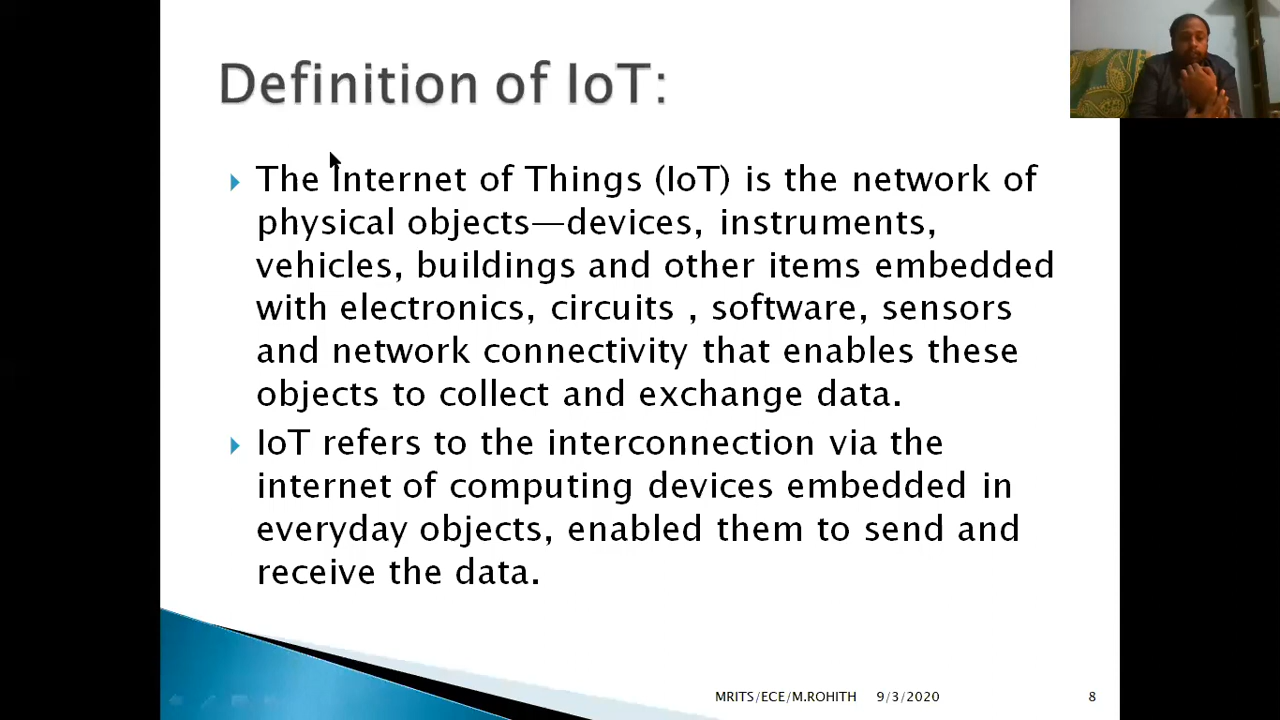 Definition of IoT:
The Internet of Things (IoT) is the network of
physical objects—devices, instruments,
vehicles, buildings and other items embedded
with electronics, circuits , software, sensors
and network connectivity that enables these
objects to collect and exchange data.
IoT refers to the interconnection via the
internet of computing devices embedded in
everyday objects, enabled them to send and
receive the data.
MRITS/ECE/M.ROHITH 9/3/2020 8